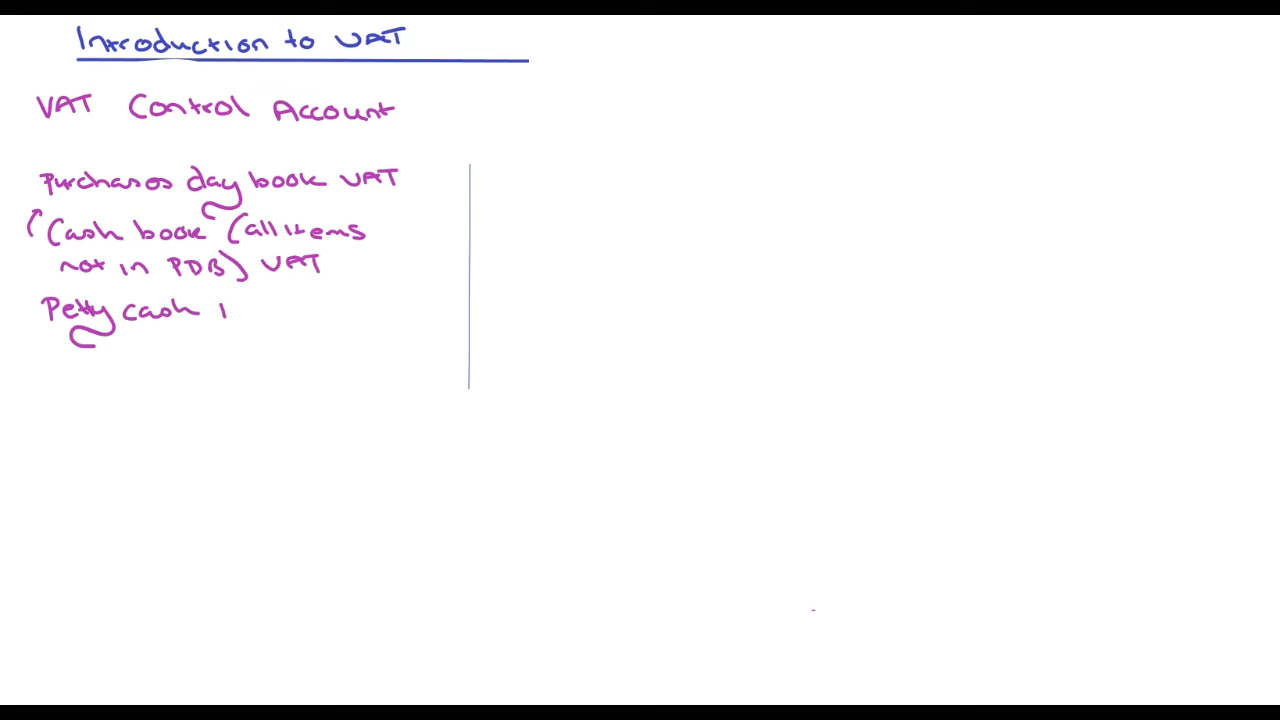 Introduction to VAT
VAT Control Account
Purchases day book VAT
Cash book (all items
not in PDB) VAT
Petty cash